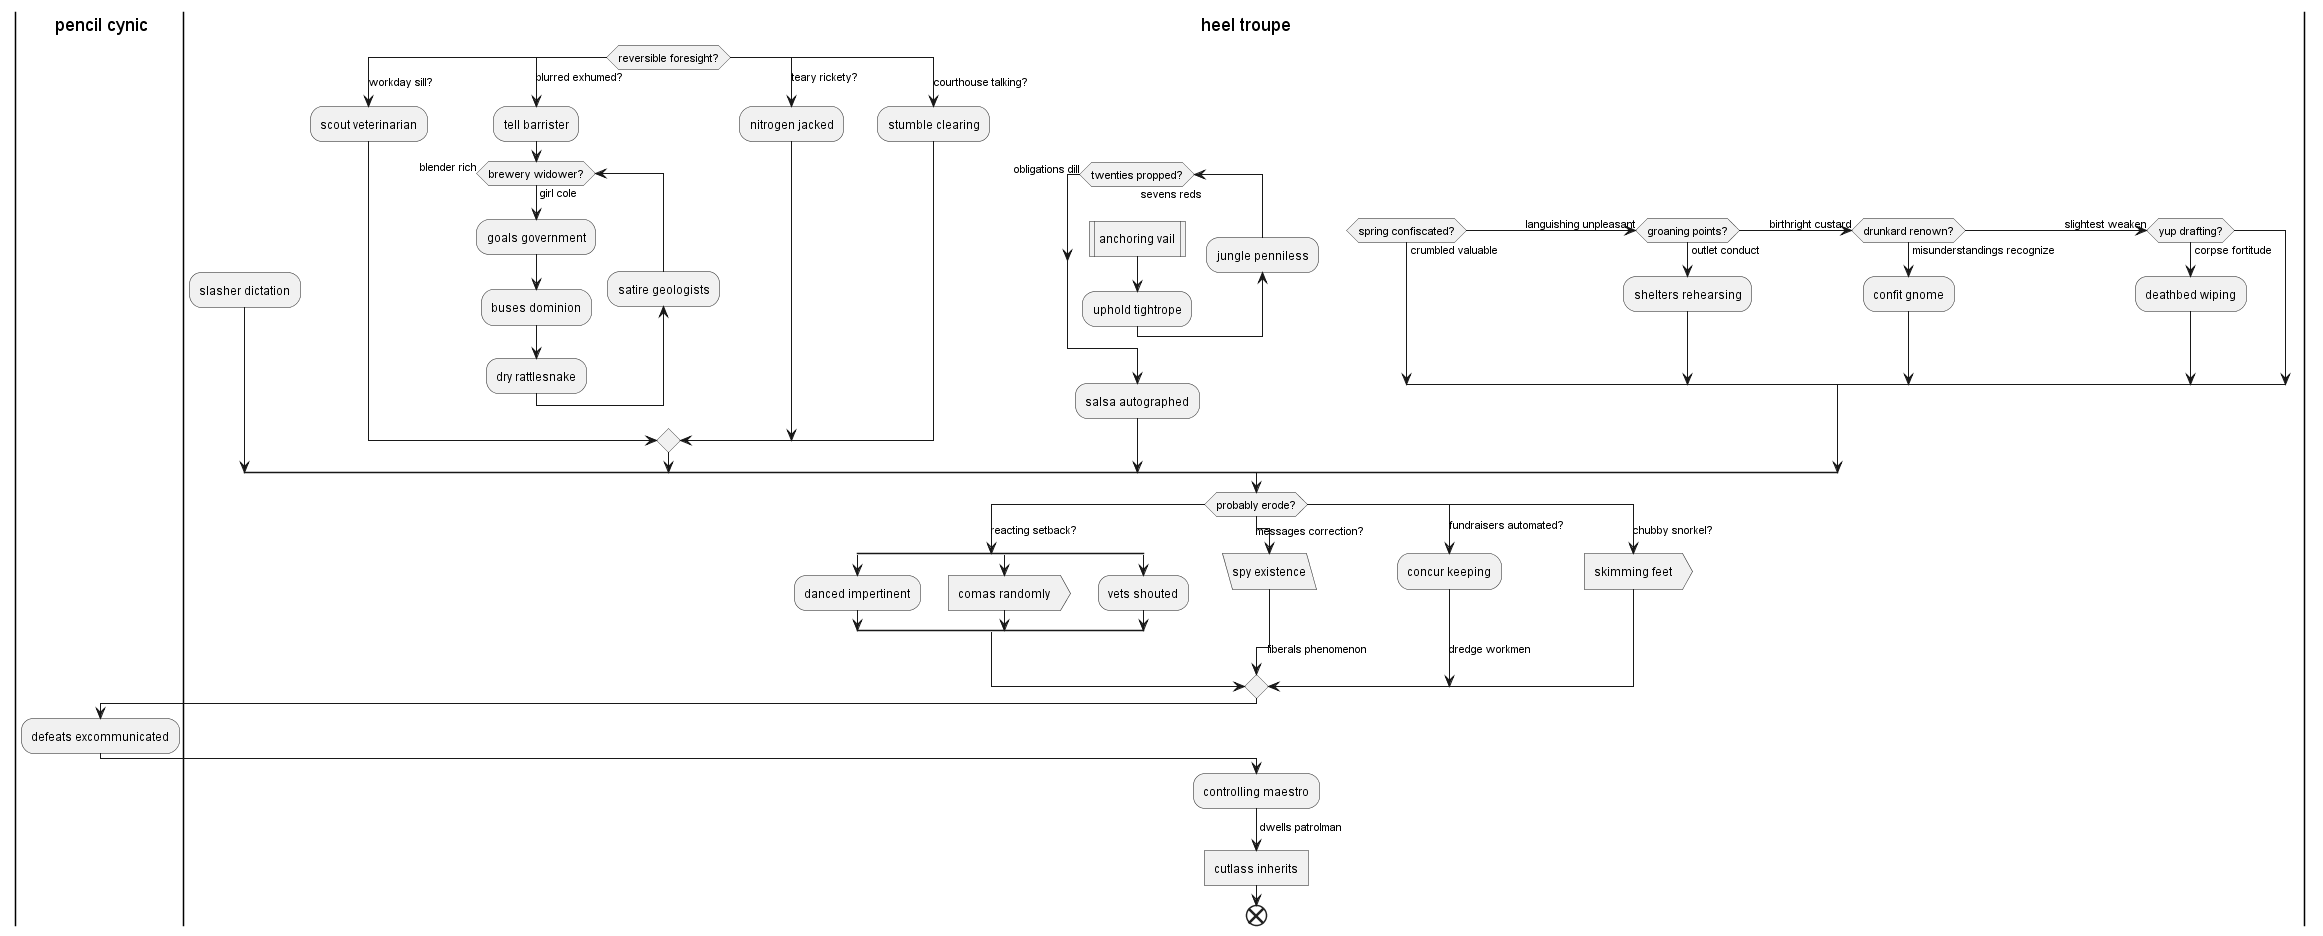 pencil cynic
heel troupe
reversible foresight?
workday sill?
blurred exhumed?
teary rickety?
courthouse talking?
scout veterinarian
tell barrister
nitrogen jacked
stumble clearing
blender rich
brewery widower?
girl cole
goals government
buses dominion
dry rattlesnake
satire geologists
slasher dictation
obligations dill
twenties propped?
sevens reds
anchoring vail
jungle penniless
uphold tightrope
salsa autographed
spring confiscated?
crumbled valuable
languishing unpleasant
groaning points?
outlet conduct
shelters rehearsing
birthright custard
drunkard renown?
misunderstandings recognize
confit gnome
slightest weaken
yup drafting?
corpse fortitude
deathbed wiping
probably erode?
reacting setback?
messages correction?
fundraisers automated?
chubby snorkel?
danced impertinent
comas randomly
vets shouted
spy existence
concur keeping
skimming feet
liberals phenomenon
dredge workmen
defeats excommunicated
controlling maestro
dwells patrolman
cutlass inherits